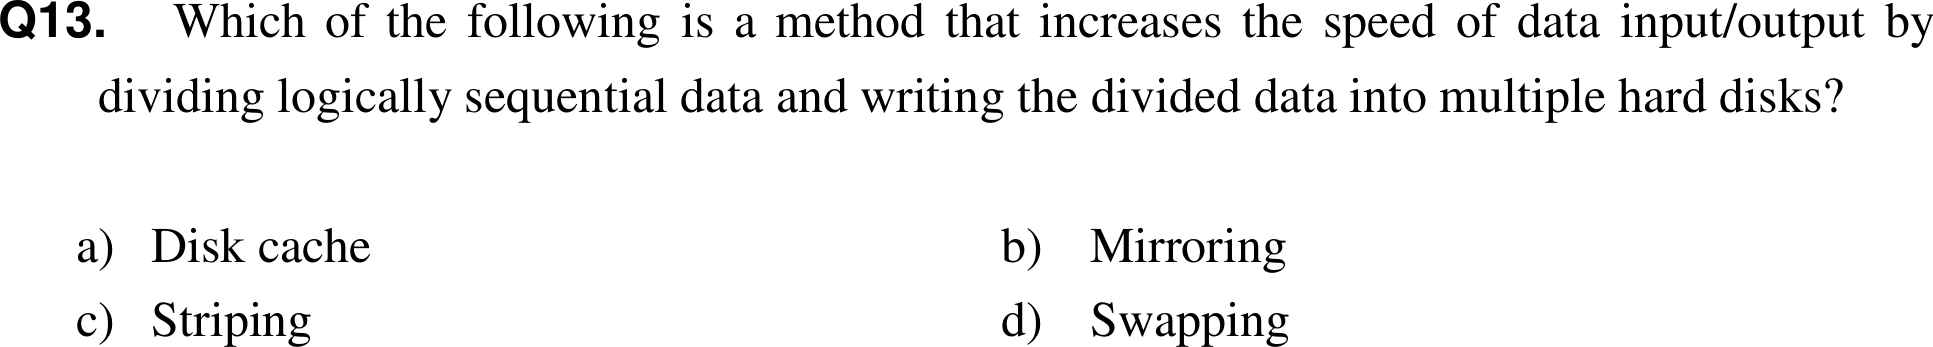 Q13. Which of the following is a method that increases the speed of data input/output by
dividing logically sequential data and writing the divided data into multiple hard disks?
a) Disk cache b) Mirroring
c) Striping d) Swapping